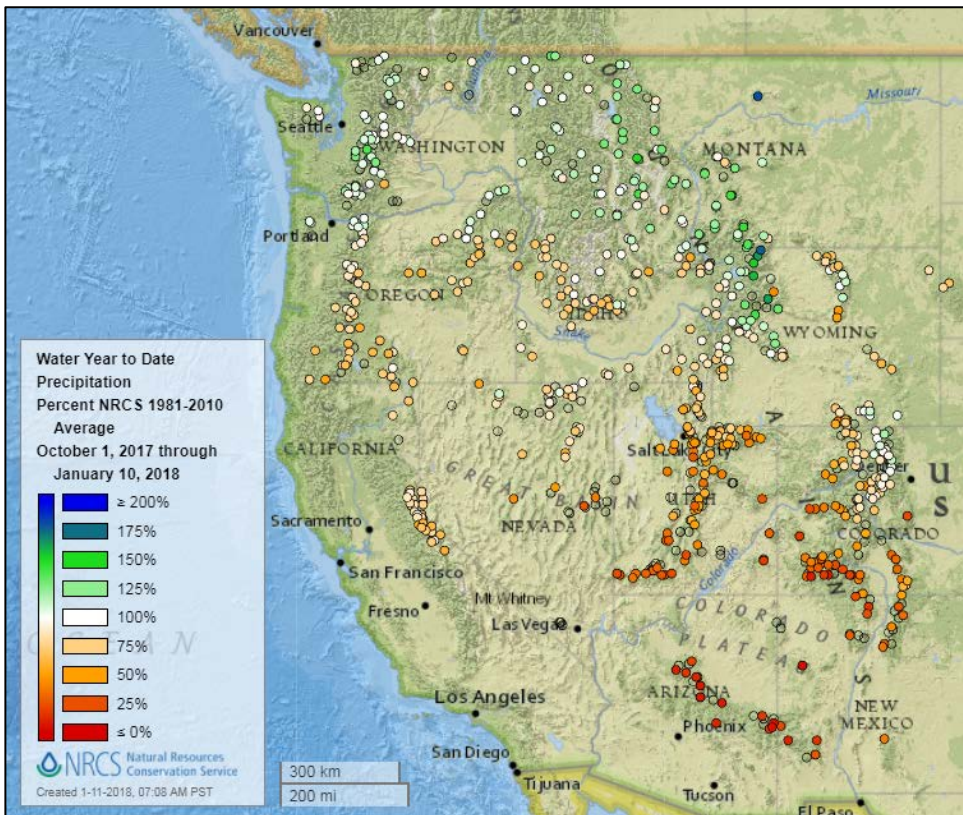 Vancouver
Seattle
WASHINGTON
Missouri
MONTANA
Portland
OREGON
IDAHO
Snake
WYOMING
Water Year to Date
Precipitation
Percent NRCS 1981-2010
Average
October 1, 2017 through
January 10, 2018
≥ 200%
175%
150%
125%
100%
75%
50%
25%
≤ 0%
NRCS Natural Resources
Conservation Service
Created 1-11-2018, 07:08 AM PST
CALIFORNIA
GREAT BASIN
NEVADA
Salt Lake City
UTAH
Denver
US
COLORADO
Sacramento
San Francisco
Fresno
Mt Whitney
Las Vegas
Colorado
COLORADO
PLATEAU
ARIZONA
Phoenix
NEW
MEXICO
Los Angeles
San Diego
Tijuana
Tucson
El Paso
300 km
200 mi